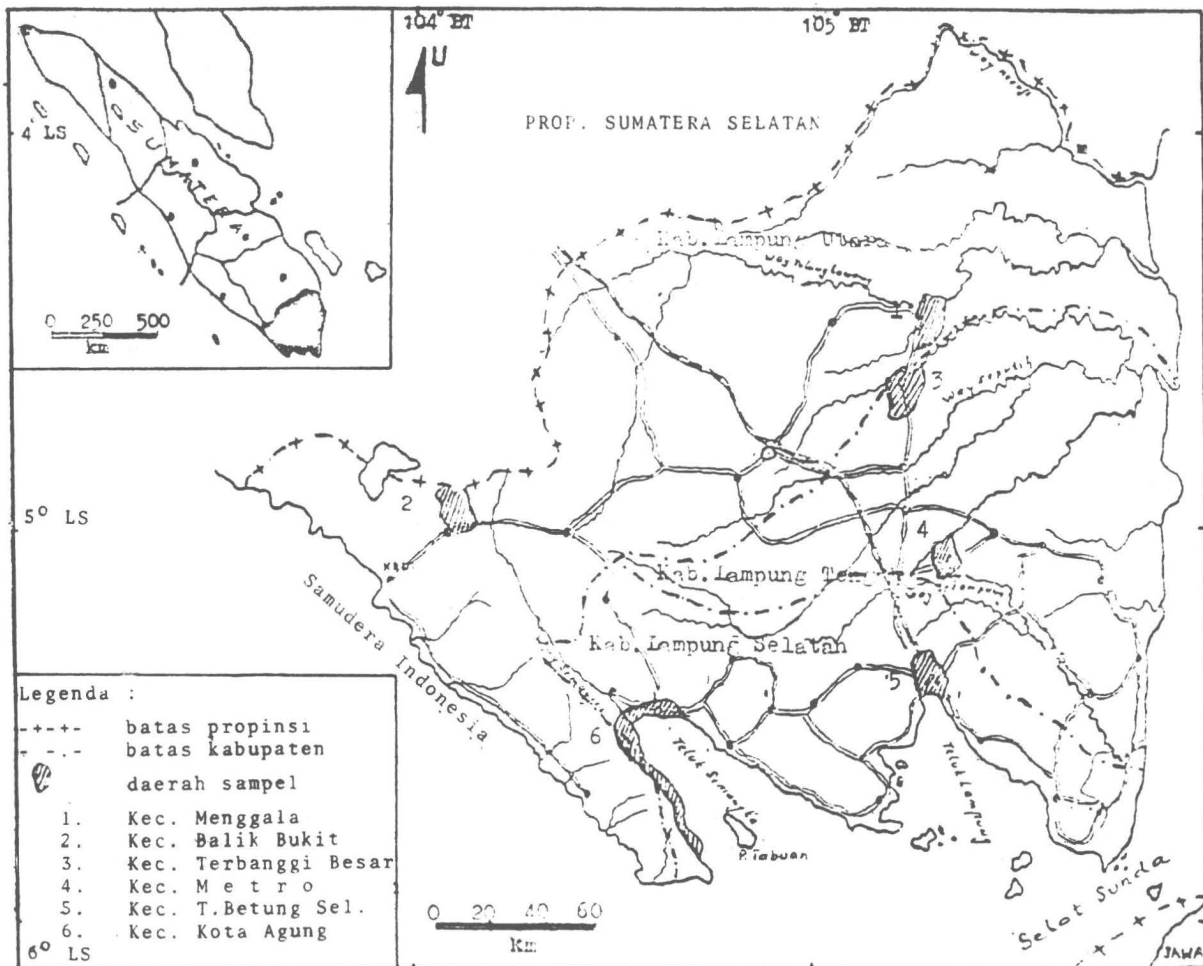 104° BT
105° BT
U
4° LS
SUMATERA
0 250 500
km
PROP. SUMATERA SELATAN
Kab. Lampung Utara
Way Seputih
3
2
5° LS
4
Kab. Lampung Teng
Kab. Lampung Selatan
Samudera Indonesia
5
6
Teluk Semangka
Teluk Lampung
P. Tabuan
Selat Sunda
JAWA
0 20 40 60
Km
Legenda :
-+-+- batas propinsi
-.-.- batas kabupaten
daerah sampel
1. Kec. Menggala
2. Kec. Balik Bukit
3. Kec. Terbanggi Besar
4. Kec. M e t r o
5. Kec. T.Betung Sel.
6. Kec. Kota Agung
6° LS